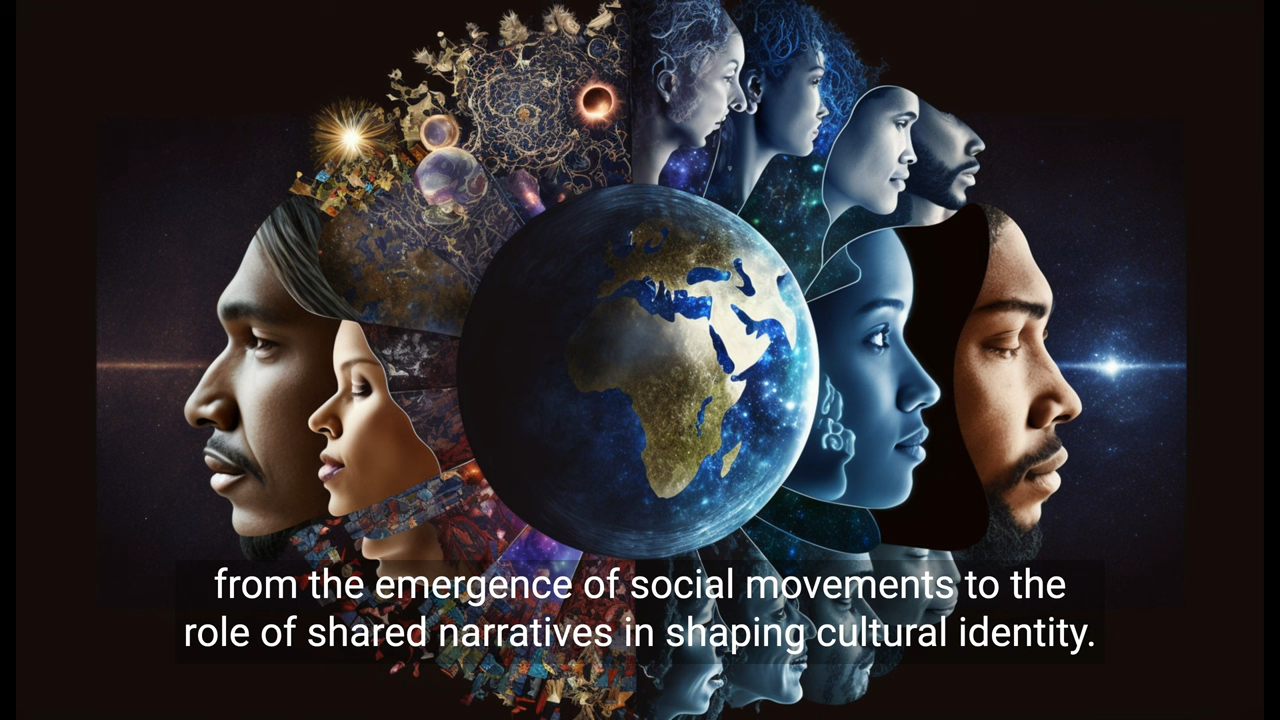 from the emergence of social movements to the
role of shared narratives in shaping cultural identity.